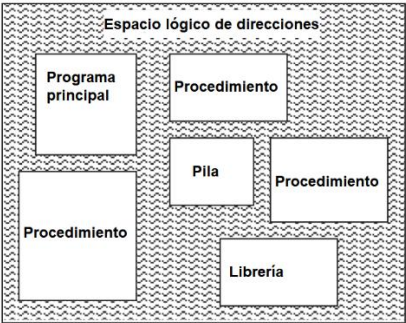 Espacio lógico de direcciones
Programa
principal
Procedimiento
Pila
Procedimiento
Procedimiento
Librería